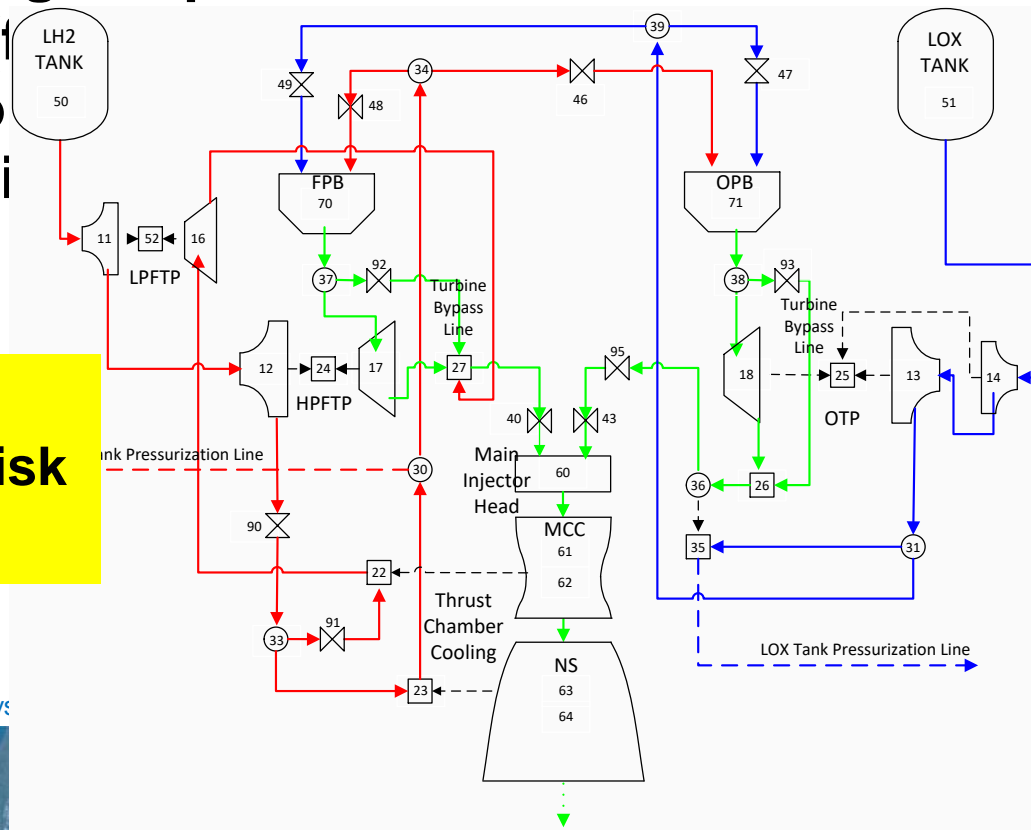 LH2
TANK
50
39
LOX
TANK
51
34
49
48
46
47
FPB
70
OPB
71
11
52
16
LPFTP
37
92
Turbine
Bypass
Line
38
93
Turbine
Bypass
Line
12
24
17
HPFTP
27
95
18
25
13
14
OTP
40
43
isk
ank Pressurization Line
30
Main
Injector
Head
60
36
26
90
MCC
61
62
35
31
22
Thrust
Chamber
Cooling
33
91
LOX Tank Pressurization Line
23
NS
63
64